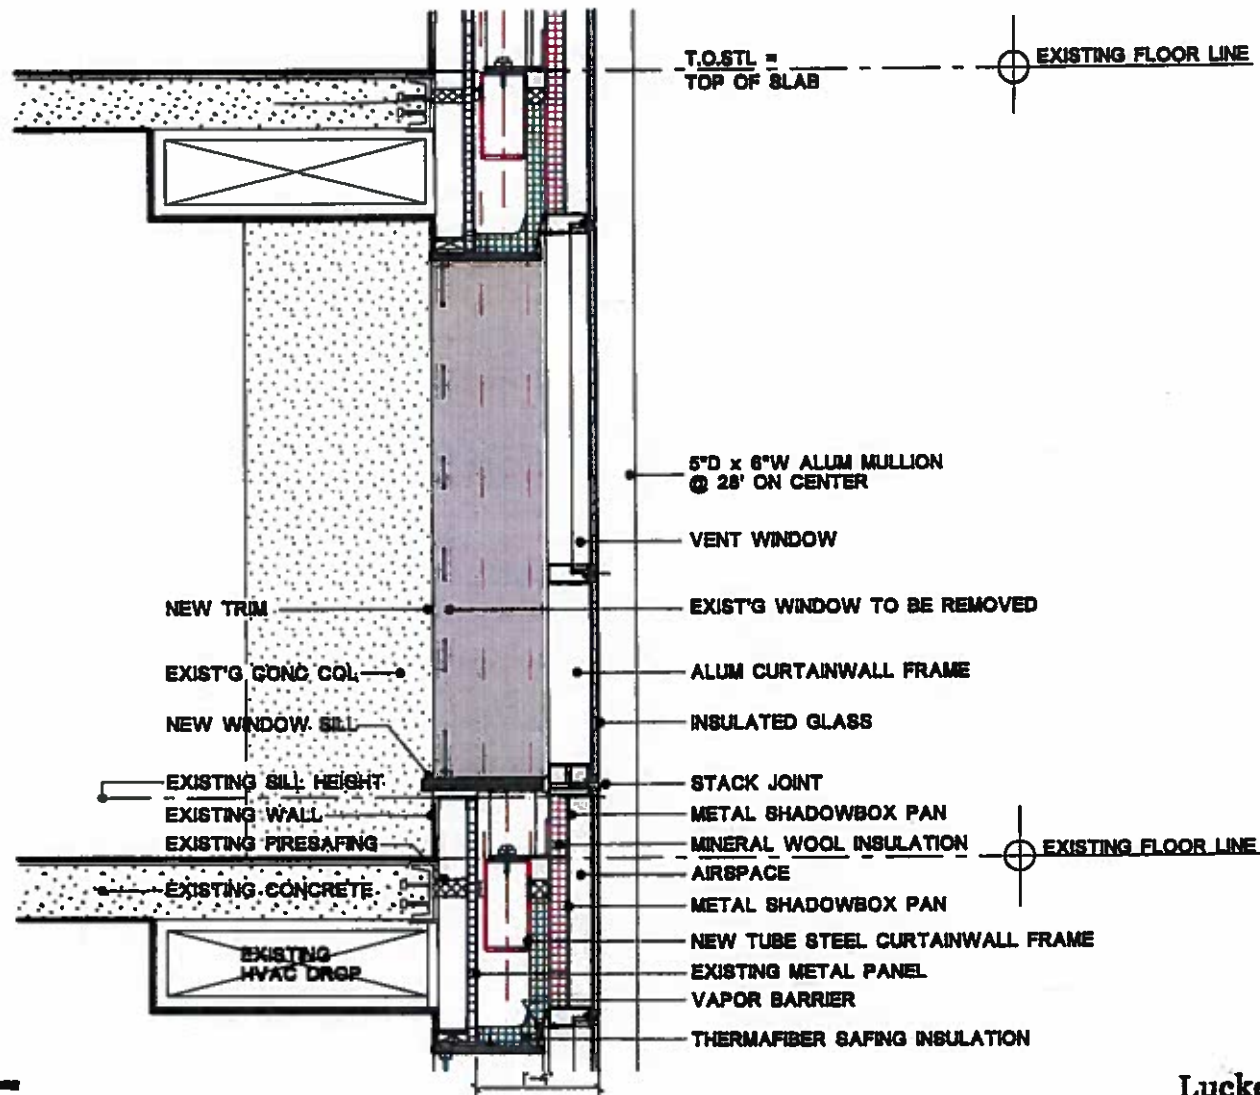 T.O.STL =
TOP OF SLAB
EXISTING FLOOR LINE
5"D x 6"W ALUM MULLION
@ 28' ON CENTER
VENT WINDOW
NEW TRIM
EXIST'G WINDOW TO BE REMOVED
EXIST'G CONC COL
ALUM CURTAINWALL FRAME
NEW WINDOW SILL
INSULATED GLASS
EXISTING SILL HEIGHT
STACK JOINT
EXISTING WALL
METAL SHADOWBOX PAN
EXISTING FIRESAFING
MINERAL WOOL INSULATION
EXISTING FLOOR LINE
AIRSPACE
EXISTING CONCRETE
METAL SHADOWBOX PAN
NEW TUBE STEEL CURTAINWALL FRAME
EXISTING
HVAC DROP
EXISTING METAL PANEL
VAPOR BARRIER
THERMAFIBER SAFING INSULATION
Lucke